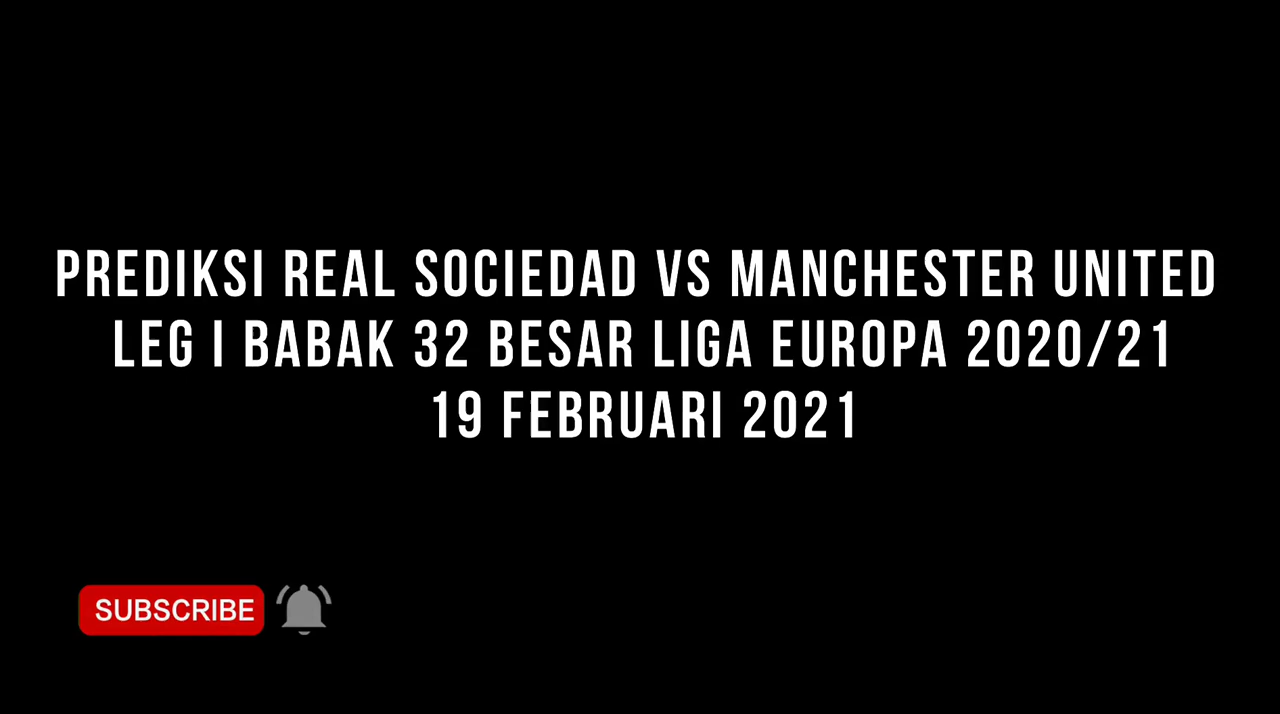 PREDIKSI REAL SOCIEDAD VS MANCHESTER UNITED
LEG I BABAK 32 BESAR LIGA EUROPA 2020/21
19 FEBRUARI 2021
SUBSCRIBE